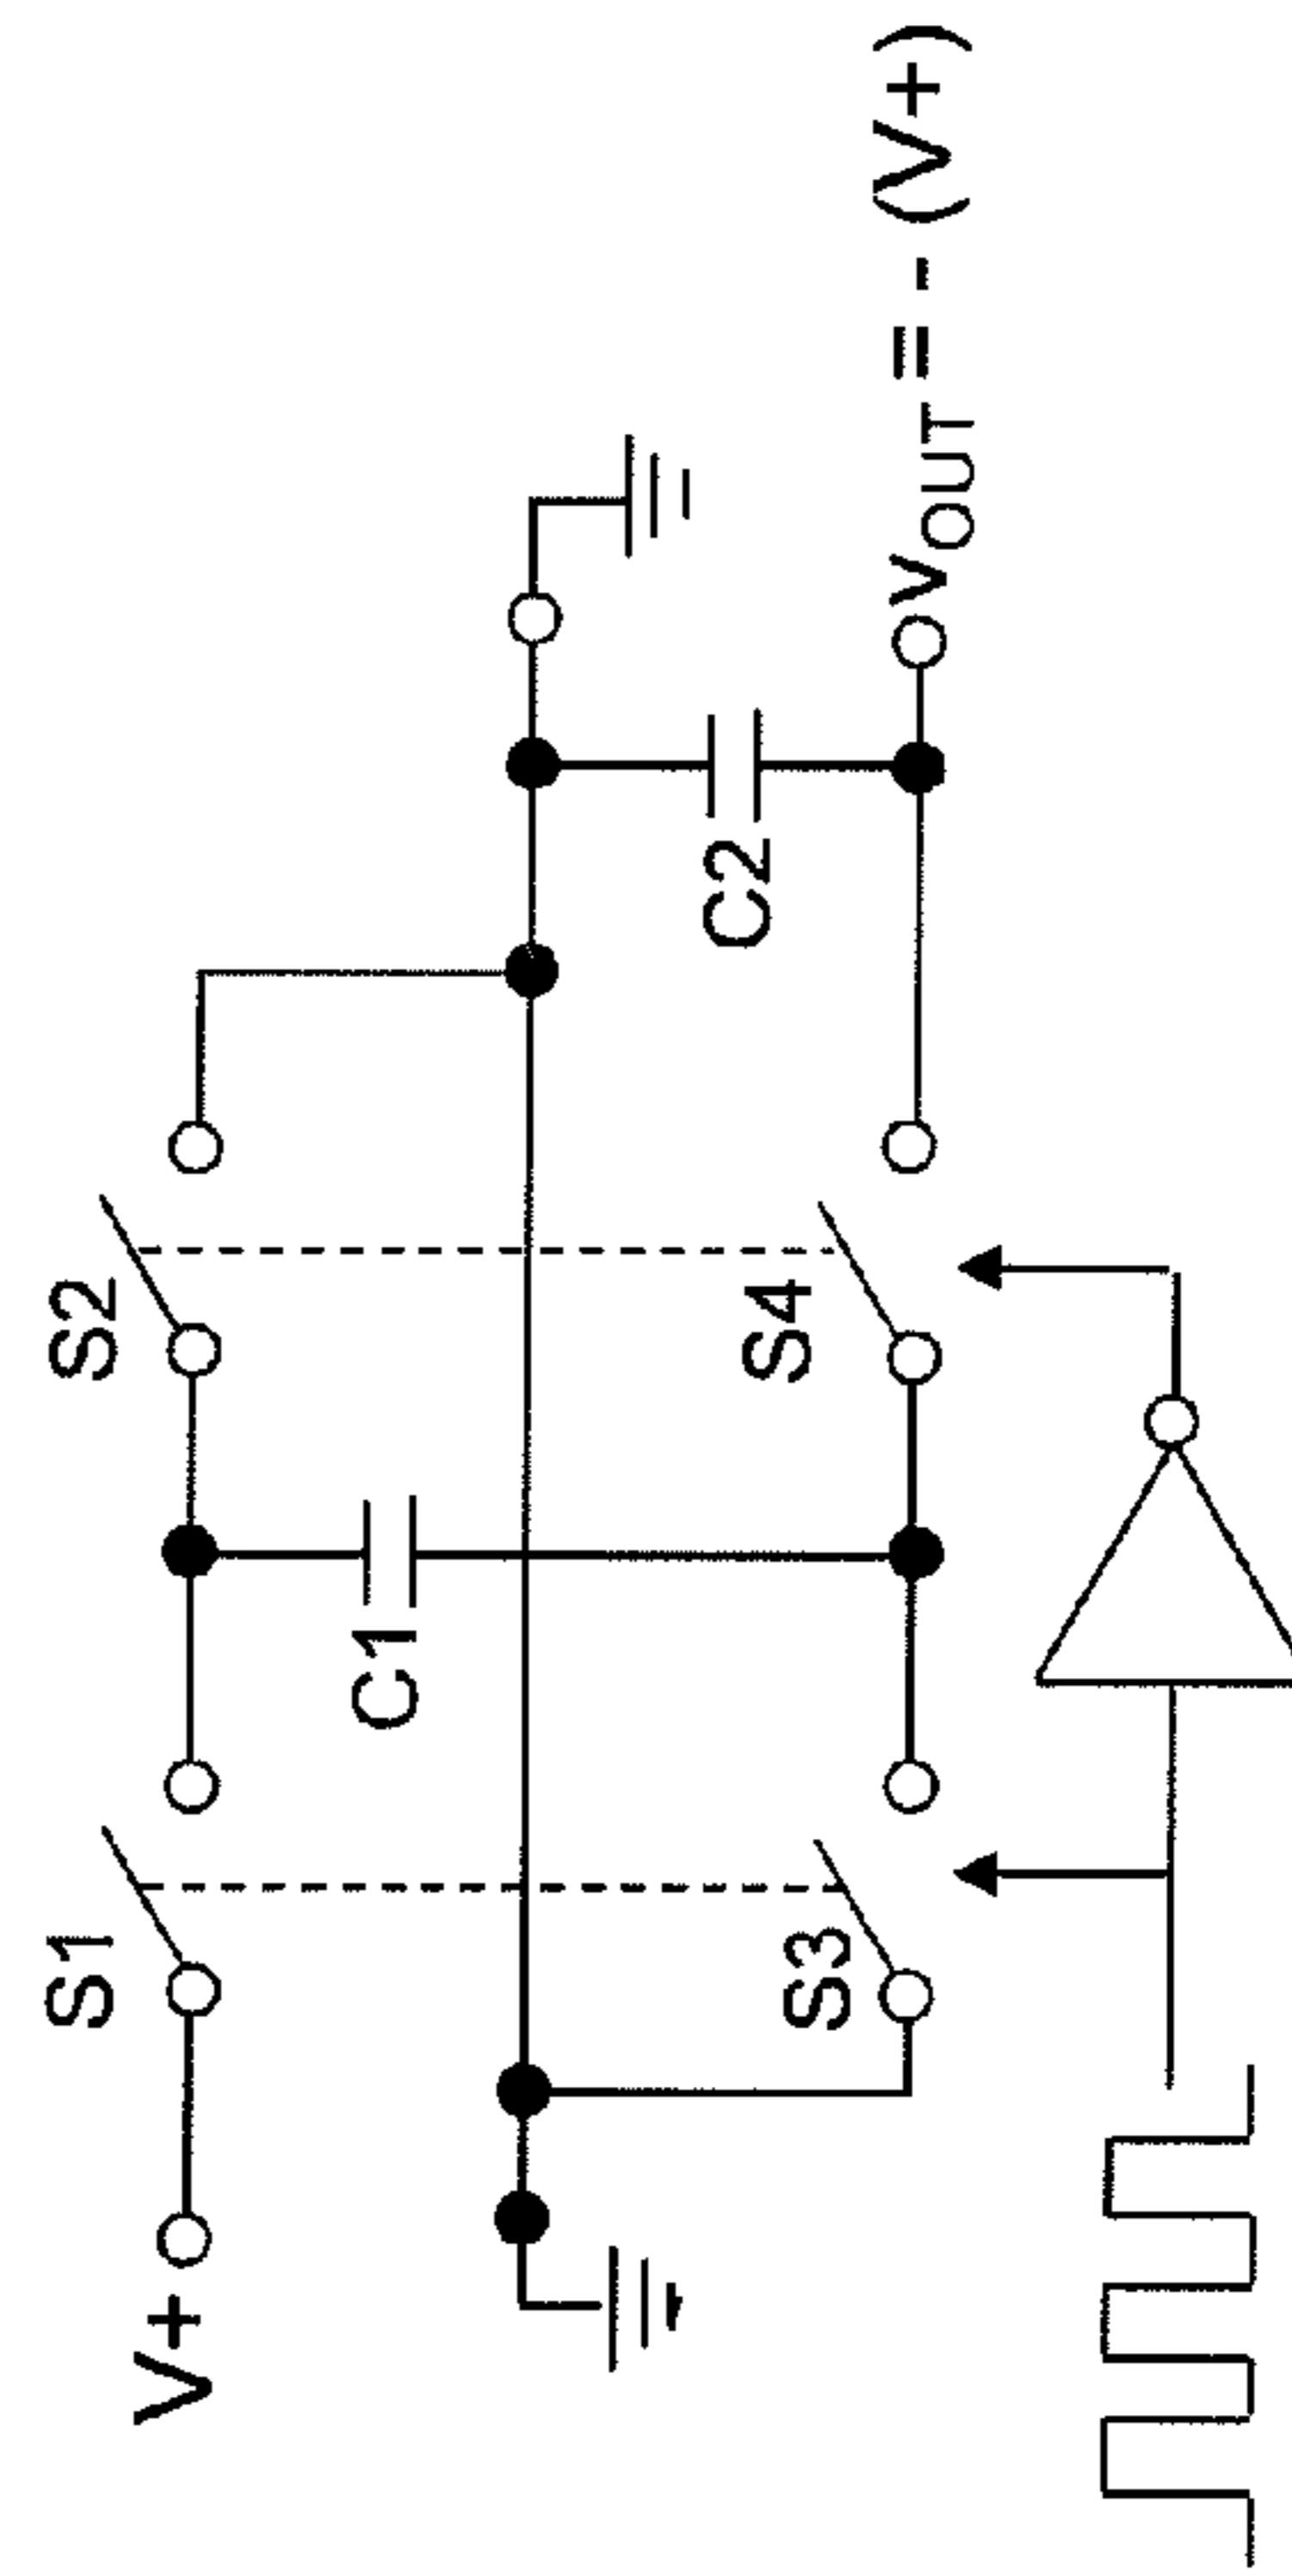 S1
S2
V+
C1
C2
S3
S4
VOUT = - (V+)